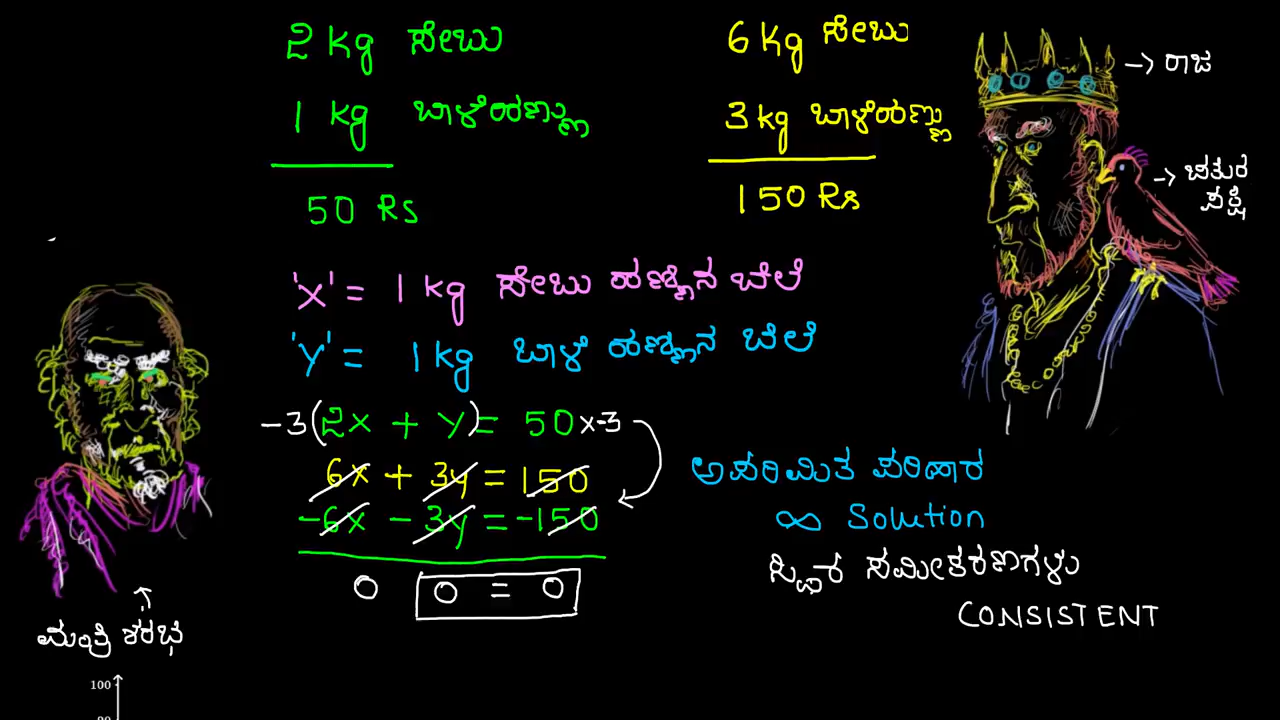 2 kg ಸೇಬು
1 kg ಬಾಳೆಹಣ್ಣು
50 Rs
6 kg ಸೇಬು
3 kg ಬಾಳೆಹಣ್ಣು
150 Rs
→ ರಾಜ
→ ಚತುರ
ಪಕ್ಷಿ
'x' = 1 kg ಸೇಬು ಹಣ್ಣಿನ ಬೆಲೆ
'y' = 1 kg ಬಾಳೆ ಹಣ್ಣಿನ ಬೆಲೆ
-3(2x + y) = 50 x-3
6x + 3y = 150
-6x - 3y = -150
0 0 = 0
ಅಪರಿಮಿತ ಪರಿಹಾರ
∞ Solution
ಸ್ಥಿರ ಸಮೀಕರಣಗಳು
CONSISTENT
ಮಂತ್ರಿ ಶರಭ
100